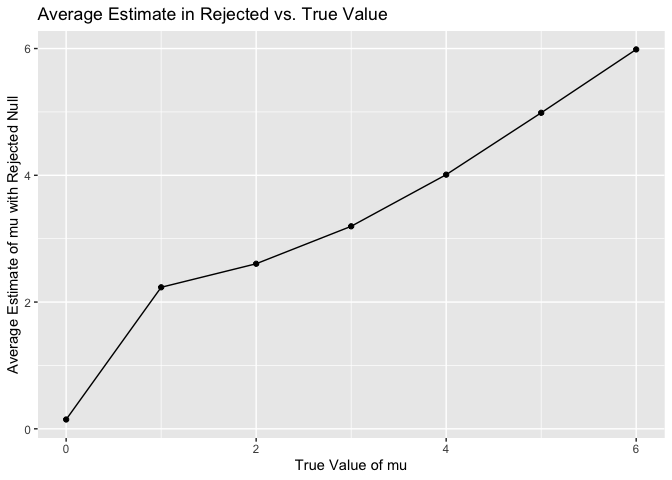 Average Estimate in Rejected vs. True Value
Average Estimate of mu with Rejected Null
6
4
2
0
0
2
4
6
True Value of mu